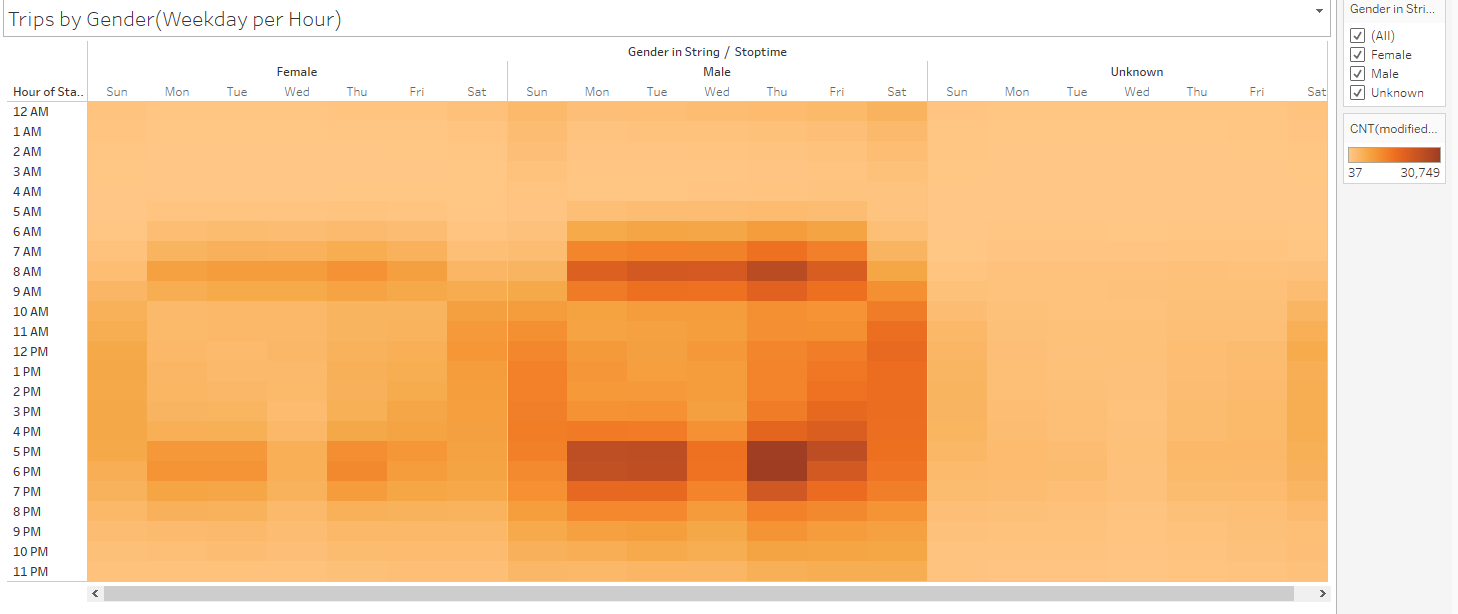 Trips by Gender(Weekday per Hour)
Gender in String / Stoptime
Female Male Unknown
Hour of Sta.. Sun Mon Tue Wed Thu Fri Sat Sun Mon Tue Wed Thu Fri Sat Sun Mon Tue Wed Thu Fri Sat
12 AM
1 AM
2 AM
3 AM
4 AM
5 AM
6 AM
7 AM
8 AM
9 AM
10 AM
11 AM
12 PM
1 PM
2 PM
3 PM
4 PM
5 PM
6 PM
7 PM
8 PM
9 PM
10 PM
11 PM
Gender in Stri...
(All)
Female
Male
Unknown
CNT(modified...
37 30,749